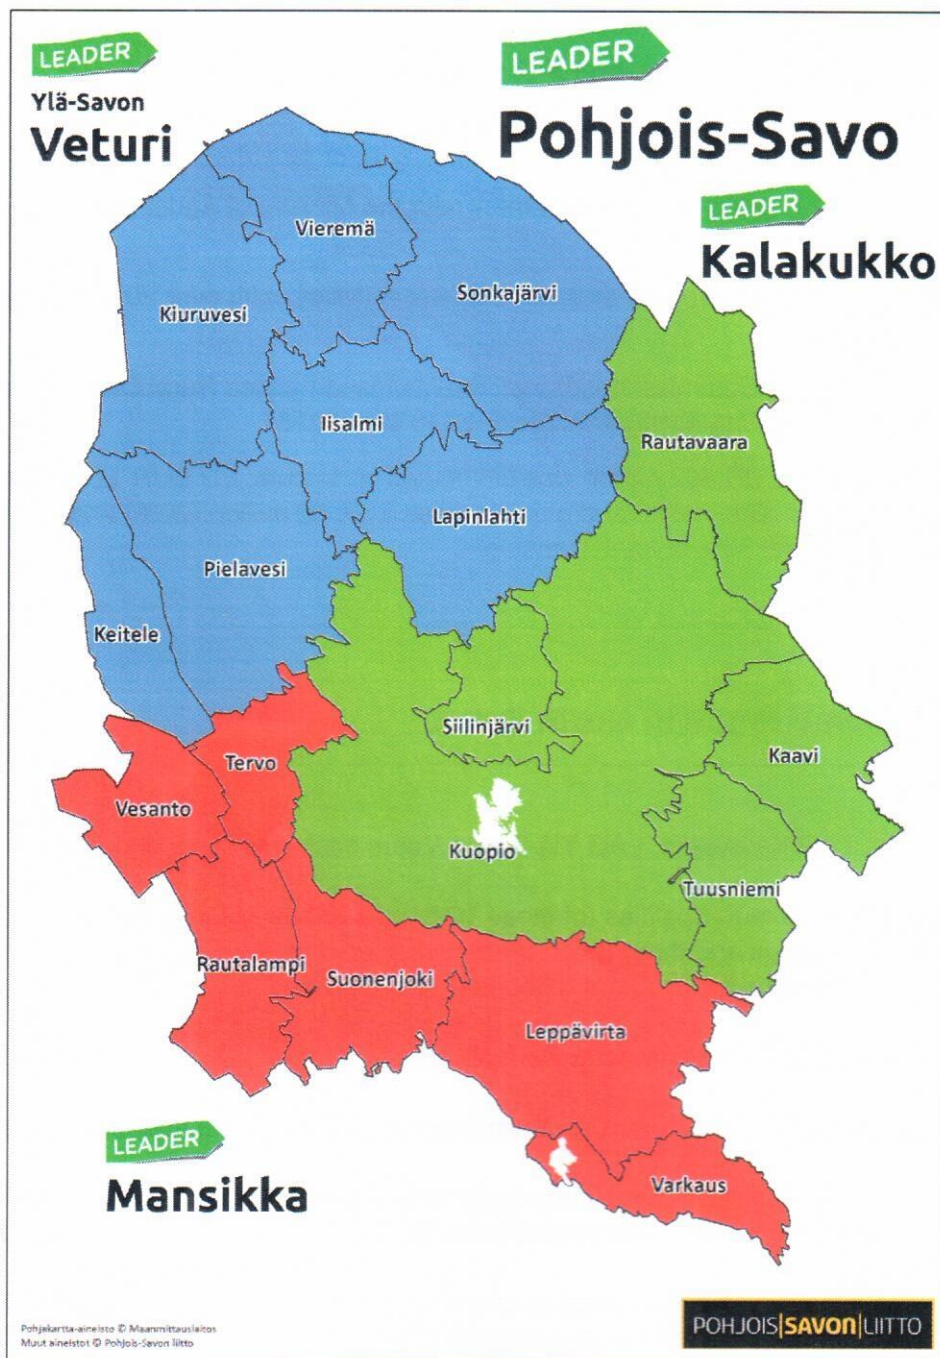 LEADER
Ylä-Savon
Veturi
LEADER
Pohjois-Savo
LEADER
Kalakukko
Vieremä
Sonkajärvi
Kiuruvesi
Iisalmi
Rautavaara
Lapinlahti
Pielavesi
Keitele
Siilinjärvi
Kaavi
Tervo
Vesanto
Kuopio
Tuusniemi
Rautalampi
Suonenjoki
Leppävirta
LEADER
Mansikka
Varkaus
Pohjakartta-aineisto © Maanmittauslaitos
Muut aineistot © Pohjois-Savon liitto
POHJOIS|SAVON|LIITTO